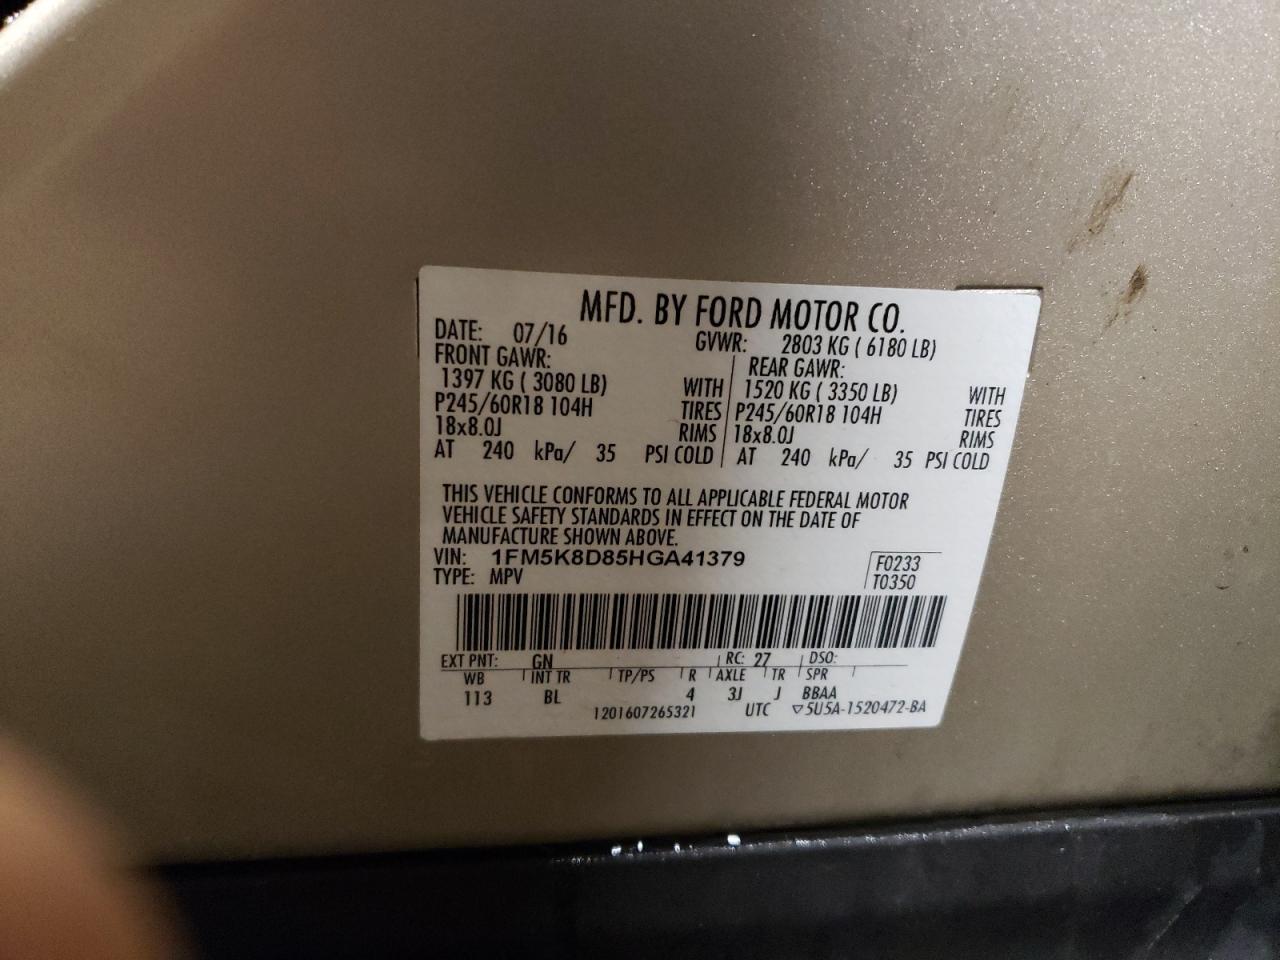 MFD. BY FORD MOTOR CO.
DATE: 07/16 GVWR: 2803 KG ( 6180 LB)
FRONT GAWR: REAR GAWR:
1397 KG ( 3080 LB) WITH 1520 KG ( 3350 LB) WITH
P245/60R18 104H TIRES P245/60R18 104H TIRES
18x8.0J RIMS 18x8.0J RIMS
AT 240 kPa/ 35 PSI COLD AT 240 kPa/ 35 PSI COLD
THIS VEHICLE CONFORMS TO ALL APPLICABLE FEDERAL MOTOR
VEHICLE SAFETY STANDARDS IN EFFECT ON THE DATE OF
MANUFACTURE SHOWN ABOVE.
VIN: 1FM5K8D85HGA41379 F0233
TYPE: MPV T0350
EXT PNT: GN RC: 27 DSO:
WB INT TR TP/PS R AXLE TR SPR
113 BL 4 3J J BBAA
1201607265321 UTC ▽5U5A-1520472-BA